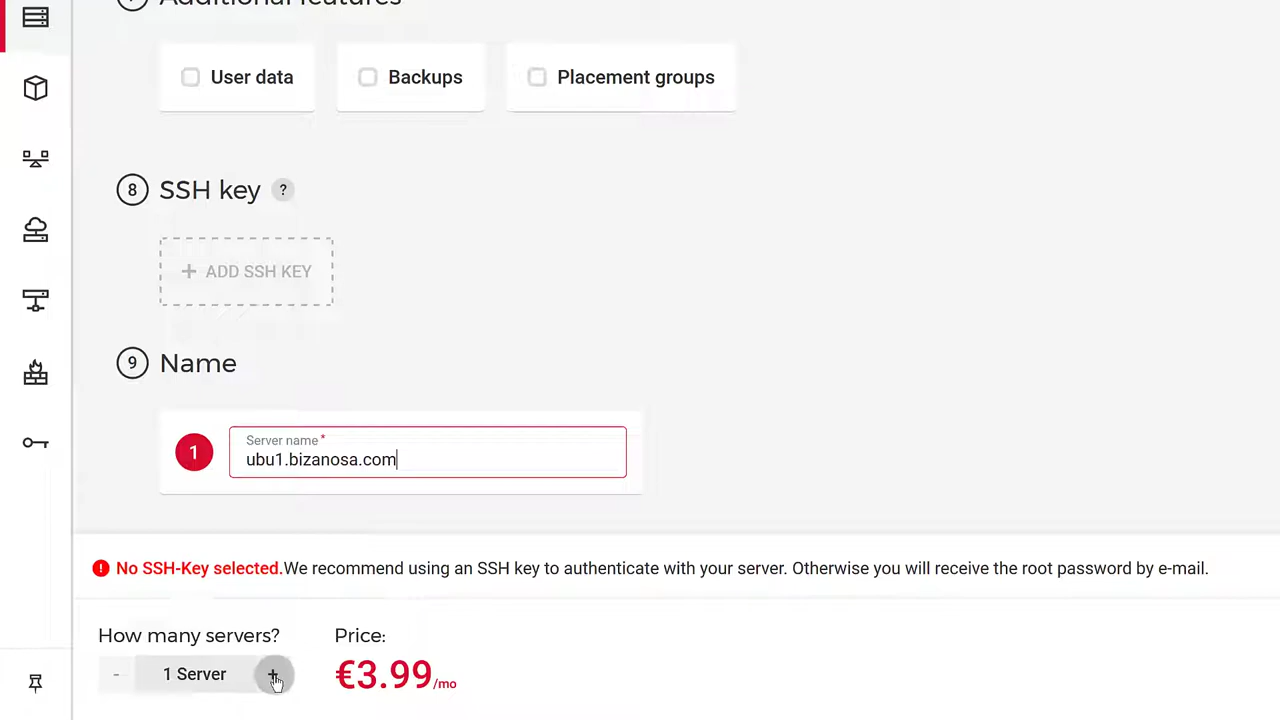 Additional features
User data
Backups
Placement groups
8
SSH key ?
+ ADD SSH KEY
9
Name
1
Server name *
ubu1.bizanosa.com
! No SSH-Key selected.We recommend using an SSH key to authenticate with your server. Otherwise you will receive the root password by e-mail.
How many servers?
Price:
- 1 Server +
€3.99/mo